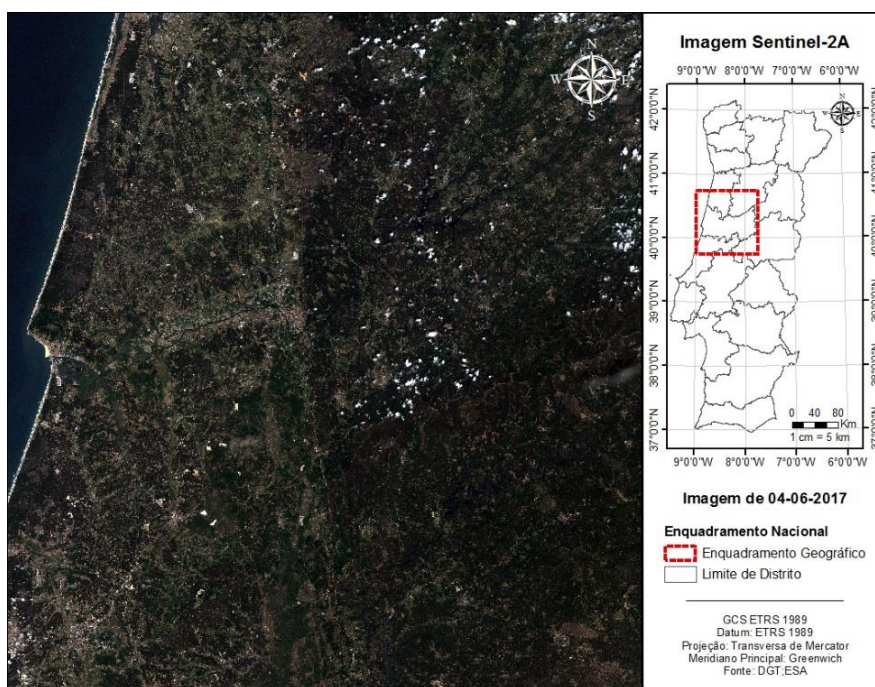 N
W E
S
Imagem Sentinel-2A
9°0'0"W 8°0'0"W 7°0'0"W 6°0'0"W
42°0'0"N
41°0'0"N
40°0'0"N
39°0'0"N
38°0'0"N
37°0'0"N
0 40 80
Km
1 cm = 5 km
9°0'0"W 8°0'0"W 7°0'0"W 6°0'0"W
Imagem de 04-06-2017
Enquadramento Nacional
Enquadramento Geográfico
Limite de Distrito
GCS ETRS 1989
Datum: ETRS 1989
Projeção: Transversa de Mercator
Meridiano Principal: Greenwich
Fonte: DGT;ESA